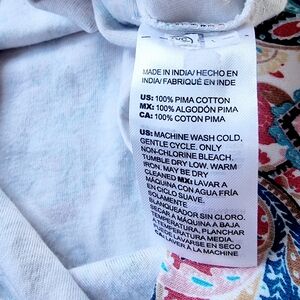 MADE IN INDIA/ HECHO EN
INDIA/ FABRIQUÉ EN INDE
US: 100% PIMA COTTON
MX: 100% ALGODÓN PIMA
CA: 100% COTON PIMA
US: MACHINE WASH COLD,
GENTLE CYCLE. ONLY
NON-CHLORINE BLEACH.
TUMBLE DRY LOW. WARM
IRON. MAY BE DRY
CLEANED MX: LAVAR A
MÁQUINA CON AGUA FRÍA
EN CICLO SUAVE.
SOLAMENTE
BLANQUEADOR SIN CLORO.
SECAR A MÁQUINA A BAJA
TEMPERATURA, PLANCHAR
TEMPERATURA MEDIA.
LAVARSE EN SECO
LAVER À LA MACHINE